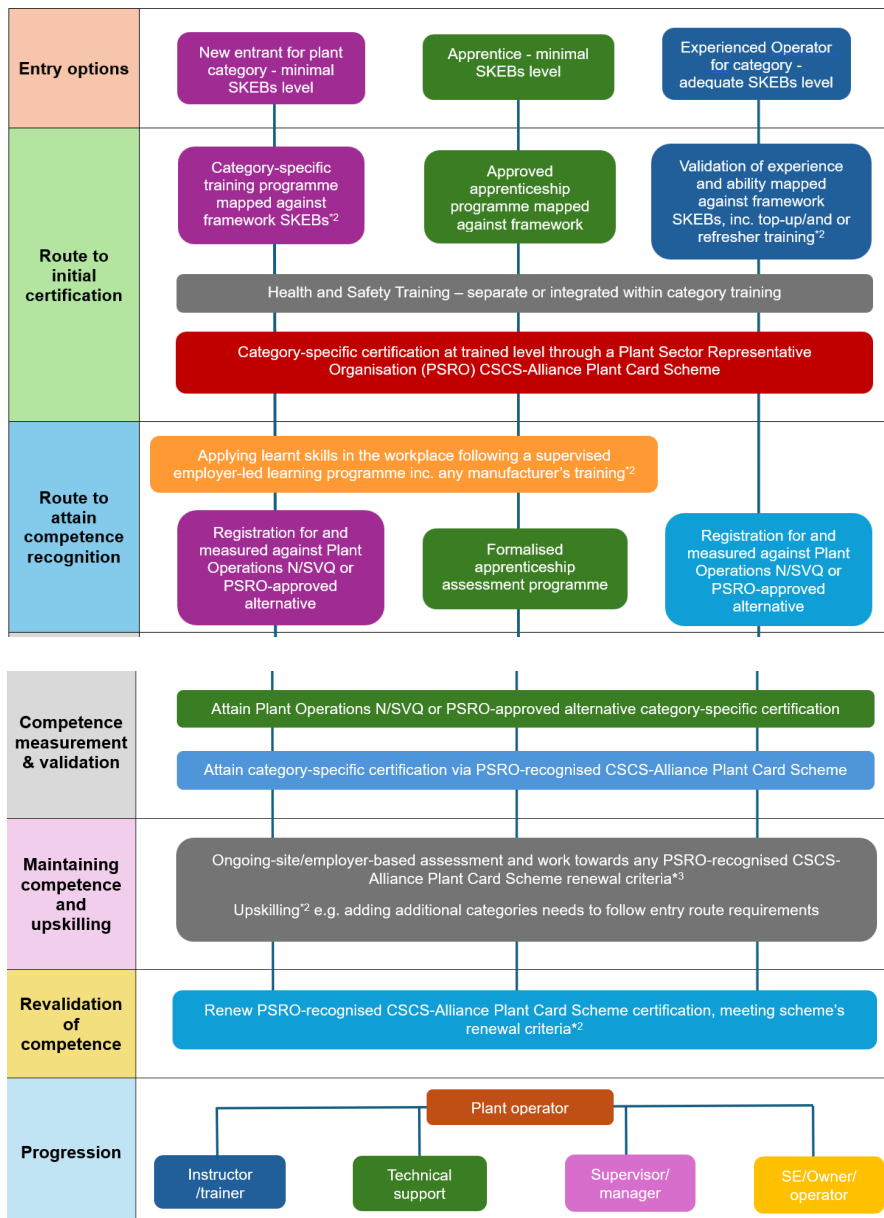 Entry options
New entrant for plant
category - minimal
SKEBs level
Apprentice - minimal
SKEBs level
Experienced Operator
for category -
adequate SKEBs level
Route to
initial
certification
Category-specific
training programme
mapped against
framework SKEBs*2
Approved
apprenticeship
programme mapped
against framework
Validation of experience
and ability mapped
against framework
SKEBs, inc. top-up/and or
refresher training*2
Health and Safety Training – separate or integrated within category training
Category-specific certification at trained level through a Plant Sector Representative
Organisation (PSRO) CSCS-Alliance Plant Card Scheme
Route to
attain
competence
recognition
Applying learnt skills in the workplace following a supervised
employer-led learning programme inc. any manufacturer's training*2
Registration for and
measured against Plant
Operations N/SVQ or
PSRO-approved
alternative
Formalised
apprenticeship
assessment programme
Registration for and
measured against Plant
Operations N/SVQ or
PSRO-approved
alternative
Competence
measurement
& validation
Attain Plant Operations N/SVQ or PSRO-approved alternative category-specific certification
Attain category-specific certification via PSRO-recognised CSCS-Alliance Plant Card Scheme
Maintaining
competence
and
upskilling
Ongoing-site/employer-based assessment and work towards any PSRO-recognised CSCS-
Alliance Plant Card Scheme renewal criteria*3
Upskilling*2 e.g. adding additional categories needs to follow entry route requirements
Revalidation
of
competence
Renew PSRO-recognised CSCS-Alliance Plant Card Scheme certification, meeting scheme's
renewal criteria*2
Progression
Plant operator
Instructor
/trainer
Technical
support
Supervisor/
manager
SE/Owner/
operator